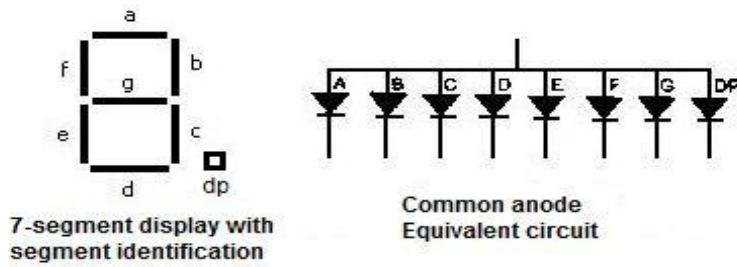 a
f
b
g
e
c
d
dp
7-segment display with
segment identification
A B C D E F G DP
Common anode
Equivalent circuit